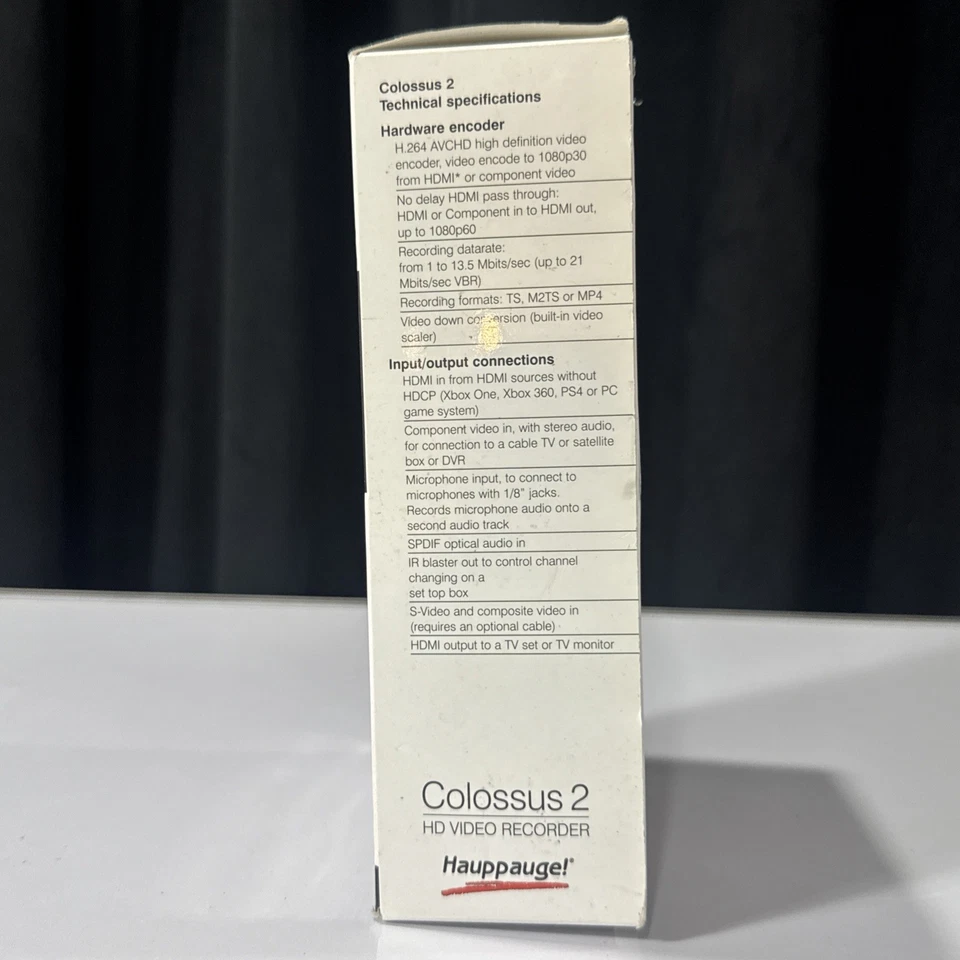 Colossus 2
Technical specifications
Hardware encoder
H.264 AVCHD high definition video
encoder, video encode to 1080p30
from HDMI* or component video
No delay HDMI pass through:
HDMI or Component in to HDMI out,
up to 1080p60
Recording datarate:
from 1 to 13.5 Mbits/sec (up to 21
Mbits/sec VBR)
Recording formats: TS, M2TS or MP4
Video down conversion (built-in video
scaler)
Input/output connections
HDMI in from HDMI sources without
HDCP (Xbox One, Xbox 360, PS4 or PC
game system)
Component video in, with stereo audio,
for connection to a cable TV or satellite
box or DVR
Microphone input, to connect to
microphones with 1/8" jacks.
Records microphone audio onto a
second audio track
SPDIF optical audio in
IR blaster out to control channel
changing on a
set top box
S-Video and composite video in
(requires an optional cable)
HDMI output to a TV set or TV monitor
Colossus 2
HD VIDEO RECORDER
Hauppauge!®